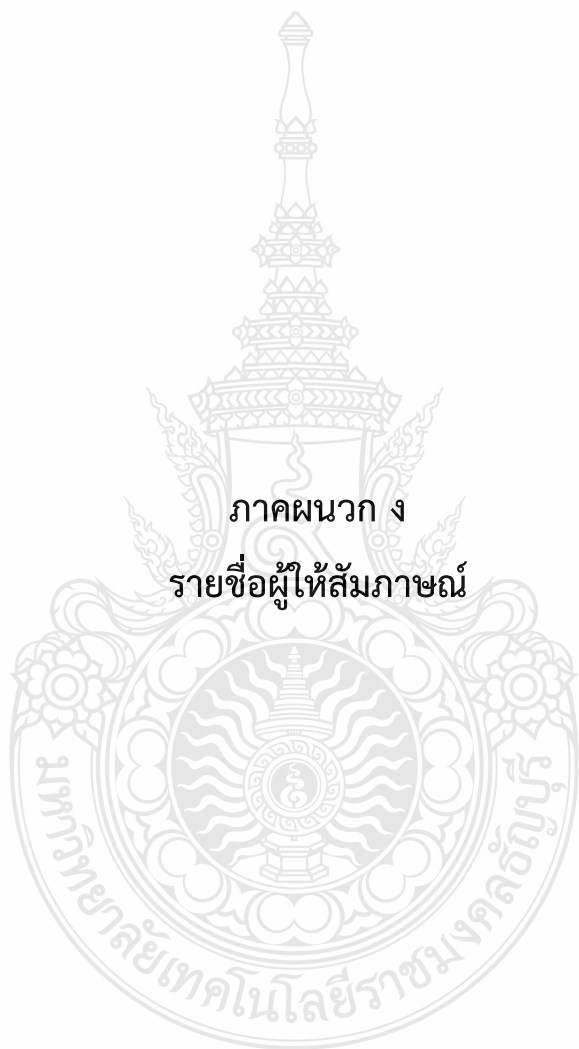 ภาคผนวก ง
รายชื่อผู้ให้สัมภาษณ์
มหาวิทยาลัยเทคโนโลยีราชมงคลธัญบุรี